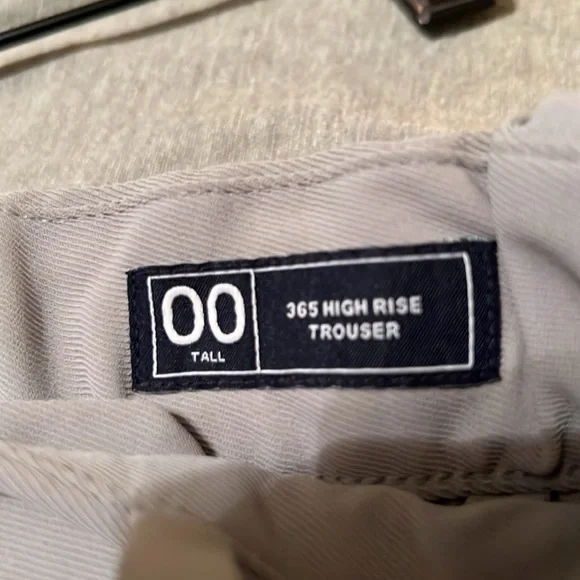 00
TALL
365 HIGH RISE
TROUSER